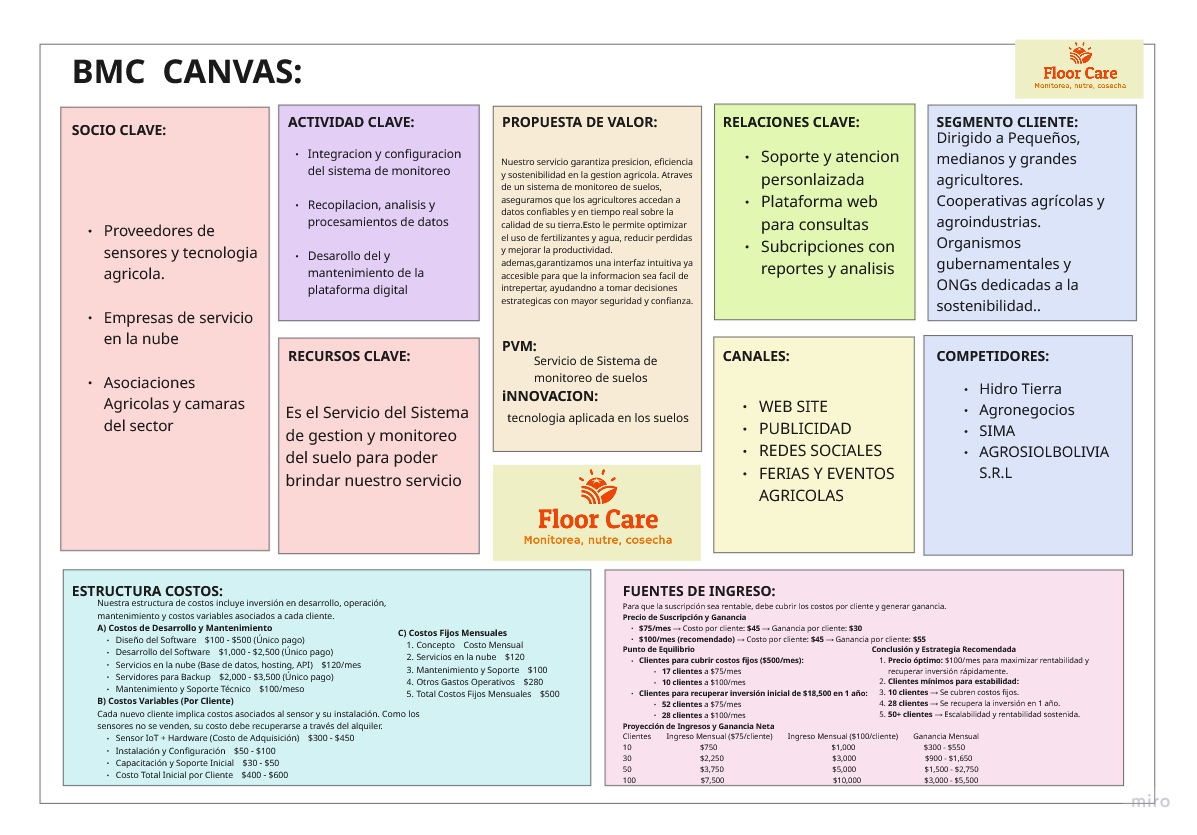 BMC CANVAS:
Floor Care
Monitorea, nutre, cosecha
SOCIO CLAVE:
· Proveedores de
sensores y tecnologia
agricola.
· Empresas de servicio
en la nube
· Asociaciones
Agricolas y camaras
del sector
ACTIVIDAD CLAVE:
· Integracion y configuracion
del sistema de monitoreo
· Recopilacion, analisis y
procesamientos de datos
· Desarollo del y
mantenimiento de la
plataforma digital
RECURSOS CLAVE:
Es el Servicio del Sistema
de gestion y monitoreo
del suelo para poder
brindar nuestro servicio
PROPUESTA DE VALOR:
Nuestro servicio garantiza presicion, eficiencia
y sostenibilidad en la gestion agricola. Atraves
de un sistema de monitoreo de suelos,
aseguramos que los agricultores accedan a
datos confiables y en tiempo real sobre la
calidad de su tierra.Esto le permite optimizar
el uso de fertilizantes y agua, reducir perdidas
y mejorar la productividad.
ademas,garantizamos una interfaz intuitiva ya
accesible para que la informacion sea facil de
intrepertar, ayudandno a tomar decisiones
estrategicas con mayor seguridad y confianza.
PVM:
Servicio de Sistema de
monitoreo de suelos
iNNOVACION:
tecnologia aplicada en los suelos
Floor Care
Monitorea, nutre, cosecha
RELACIONES CLAVE:
· Soporte y atencion
personlaizada
· Plataforma web
para consultas
· Subcripciones con
reportes y analisis
CANALES:
· WEB SITE
· PUBLICIDAD
· REDES SOCIALES
· FERIAS Y EVENTOS
AGRICOLAS
SEGMENTO CLIENTE:
Dirigido a Pequeños,
medianos y grandes
agricultores.
Cooperativas agrícolas y
agroindustrias.
Organismos
gubernamentales y
ONGs dedicadas a la
sostenibilidad..
COMPETIDORES:
· Hidro Tierra
· Agronegocios
· SIMA
· AGROSIOLBOLIVIA
S.R.L
ESTRUCTURA COSTOS:
Nuestra estructura de costos incluye inversión en desarrollo, operación,
mantenimiento y costos variables asociados a cada cliente.
A) Costos de Desarrollo y Mantenimiento
· Diseño del Software $100 - $500 (Único pago)
· Desarrollo del Software $1,000 - $2,500 (Único pago)
· Servicios en la nube (Base de datos, hosting, API) $120/mes
· Servidores para Backup $2,000 - $3,500 (Único pago)
· Mantenimiento y Soporte Técnico $100/meso
B) Costos Variables (Por Cliente)
Cada nuevo cliente implica costos asociados al sensor y su instalación. Como los
sensores no se venden, su costo debe recuperarse a través del alquiler.
· Sensor IoT + Hardware (Costo de Adquisición) $300 - $450
· Instalación y Configuración $50 - $100
· Capacitación y Soporte Inicial $30 - $50
· Costo Total Inicial por Cliente $400 - $600
C) Costos Fijos Mensuales
1. Concepto Costo Mensual
2. Servicios en la nube $120
3. Mantenimiento y Soporte $100
4. Otros Gastos Operativos $280
5. Total Costos Fijos Mensuales $500
FUENTES DE INGRESO:
Para que la suscripción sea rentable, debe cubrir los costos por cliente y generar ganancia.
Precio de Suscripción y Ganancia
· $75/mes → Costo por cliente: $45 → Ganancia por cliente: $30
· $100/mes (recomendado) → Costo por cliente: $45 → Ganancia por cliente: $55
Punto de Equilibrio
· Clientes para cubrir costos fijos ($500/mes):
· 17 clientes a $75/mes
· 10 clientes a $100/mes
· Clientes para recuperar inversión inicial de $18,500 en 1 año:
· 52 clientes a $75/mes
· 28 clientes a $100/mes
Conclusión y Estrategia Recomendada
1. Precio óptimo: $100/mes para maximizar rentabilidad y
recuperar inversión rápidamente.
2. Clientes mínimos para estabilidad:
3. 10 clientes → Se cubren costos fijos.
4. 28 clientes → Se recupera la inversión en 1 año.
5. 50+ clientes → Escalabilidad y rentabilidad sostenida.
Proyección de Ingresos y Ganancia Neta
Clientes Ingreso Mensual ($75/cliente) Ingreso Mensual ($100/cliente) Ganancia Mensual
10 $750 $1,000 $300 - $550
30 $2,250 $3,000 $900 - $1,650
50 $3,750 $5,000 $1,500 - $2,750
100 $7,500 $10,000 $3,000 - $5,500
miro